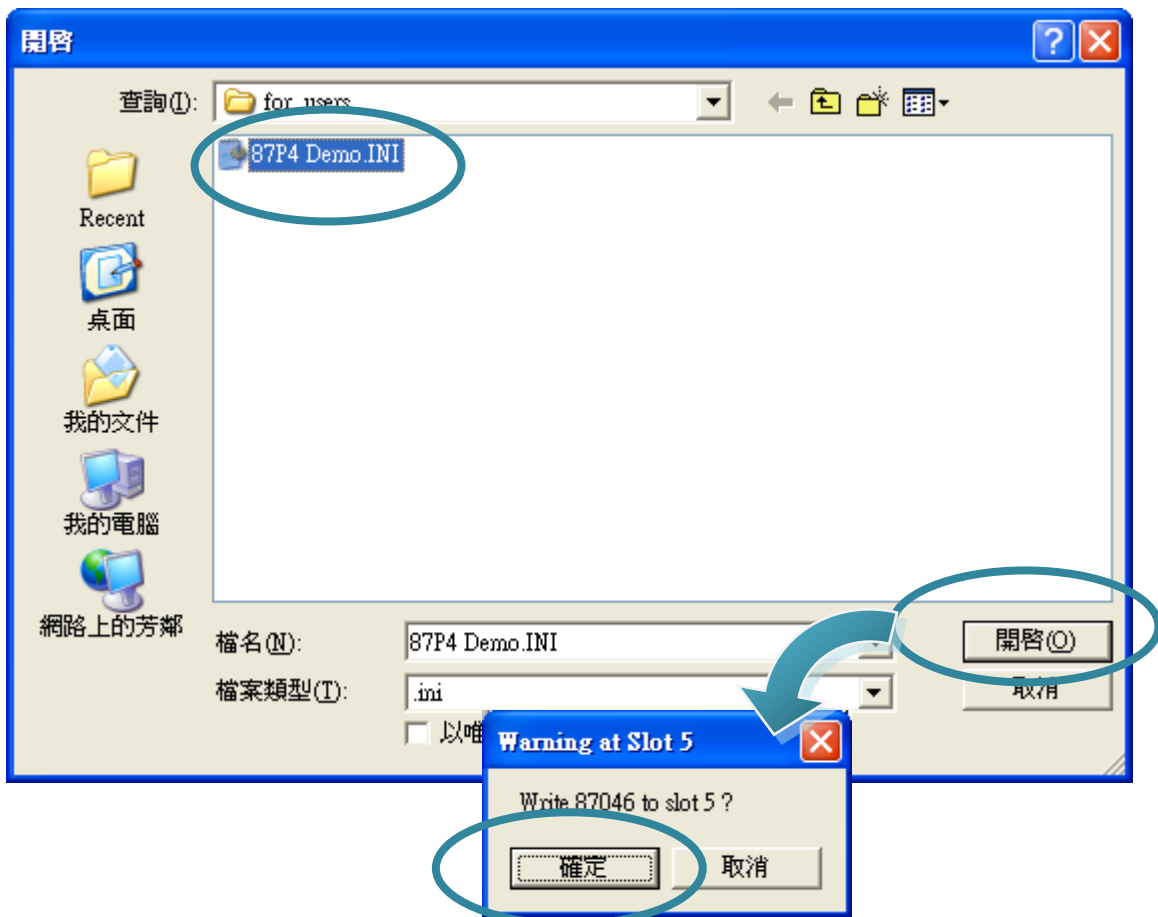 開啓
查詢(I):
for_users
87P4 Demo.INI
Recent
桌面
我的文件
我的電腦
網路上的芳鄰
檔名(N):
87P4 Demo.INI
開啓(O)
檔案類型(T):
.ini
取消
以唯
Warning at Slot 5
Write 87046 to slot 5 ?
確定
取消